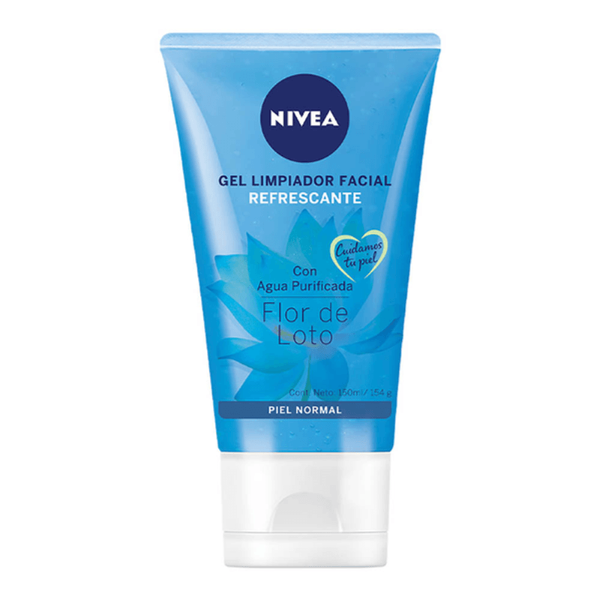 NIVEA
GEL LIMPIADOR FACIAL
REFRESCANTE
Cuidamos
tu piel
Con
Agua Purificada
Flor de
Loto
Cont. Neto: 150ml/ 154 g
PIEL NORMAL